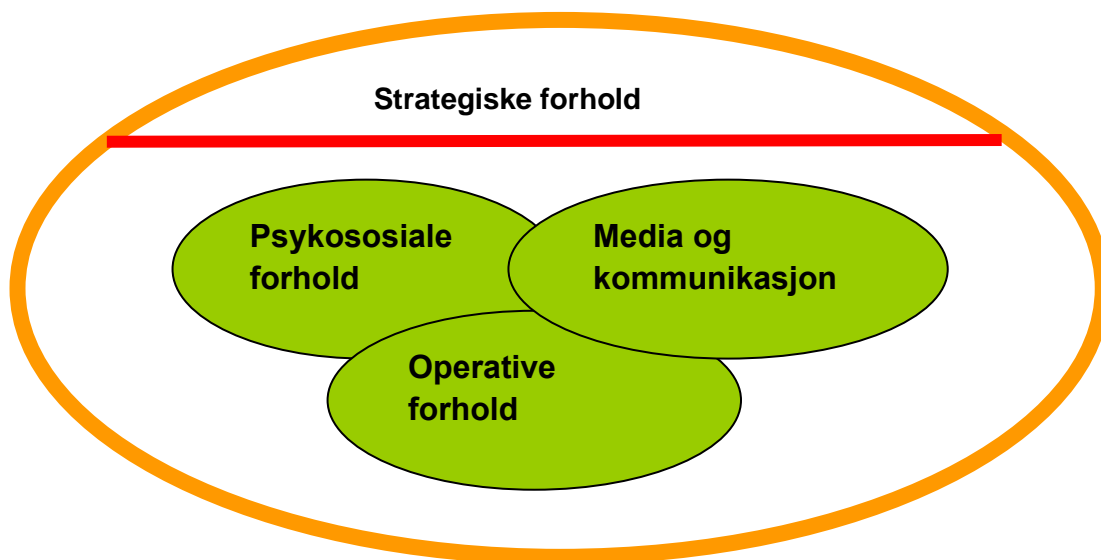 Strategiske forhold
Psykososiale
forhold
Media og
kommunikasjon
Operative
forhold